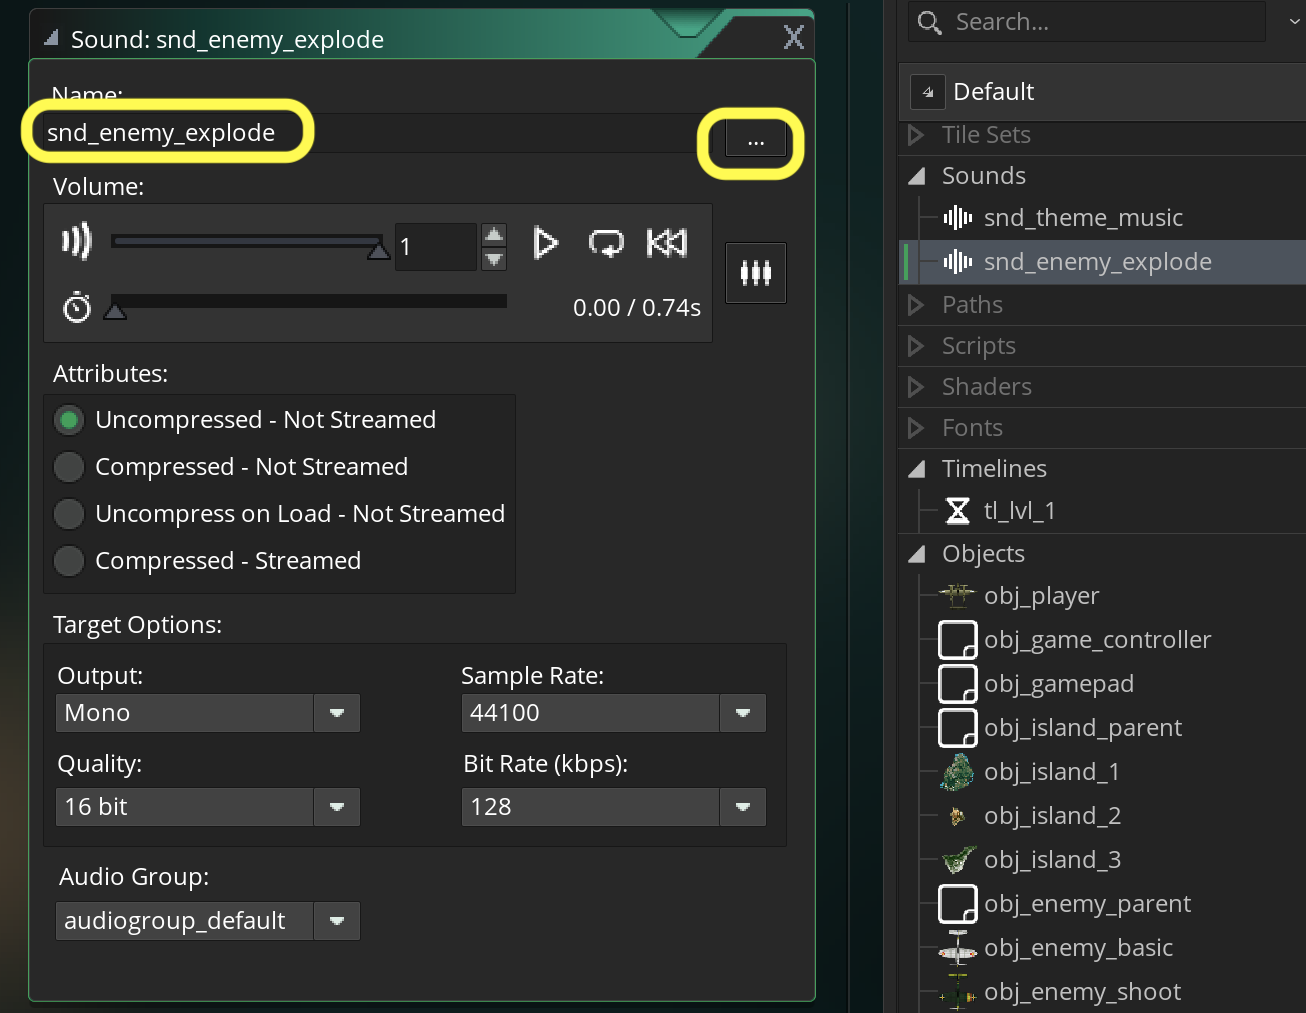 Sound: snd_enemy_explode
X
Name:
snd_enemy_explode
...
Volume:
1
0.00 / 0.74s
Attributes:
Uncompressed - Not Streamed
Compressed - Not Streamed
Uncompress on Load - Not Streamed
Compressed - Streamed
Target Options:
Output:
Sample Rate:
Mono
44100
Quality:
Bit Rate (kbps):
16 bit
128
Audio Group:
audiogroup_default
Search...
Default
Tile Sets
Sounds
snd_theme_music
snd_enemy_explode
Paths
Scripts
Shaders
Fonts
Timelines
tl_lvl_1
Objects
obj_player
obj_game_controller
obj_gamepad
obj_island_parent
obj_island_1
obj_island_2
obj_island_3
obj_enemy_parent
obj_enemy_basic
obj_enemy_shoot